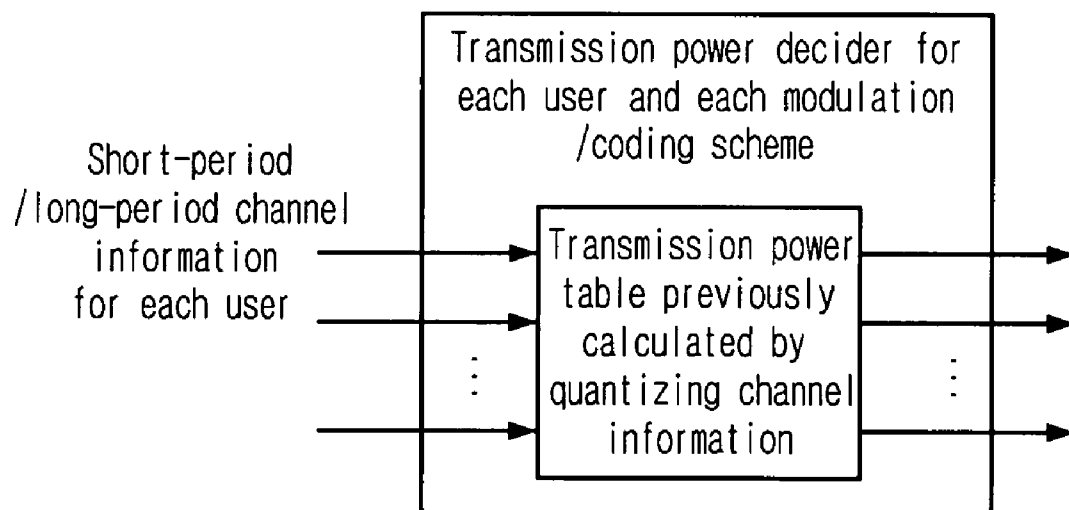 Transmission power decider for
each user and each modulation
/coding scheme
Short-period
/long-period channel
information
for each user
Transmission power
table previously
calculated by
quantizing channel
information